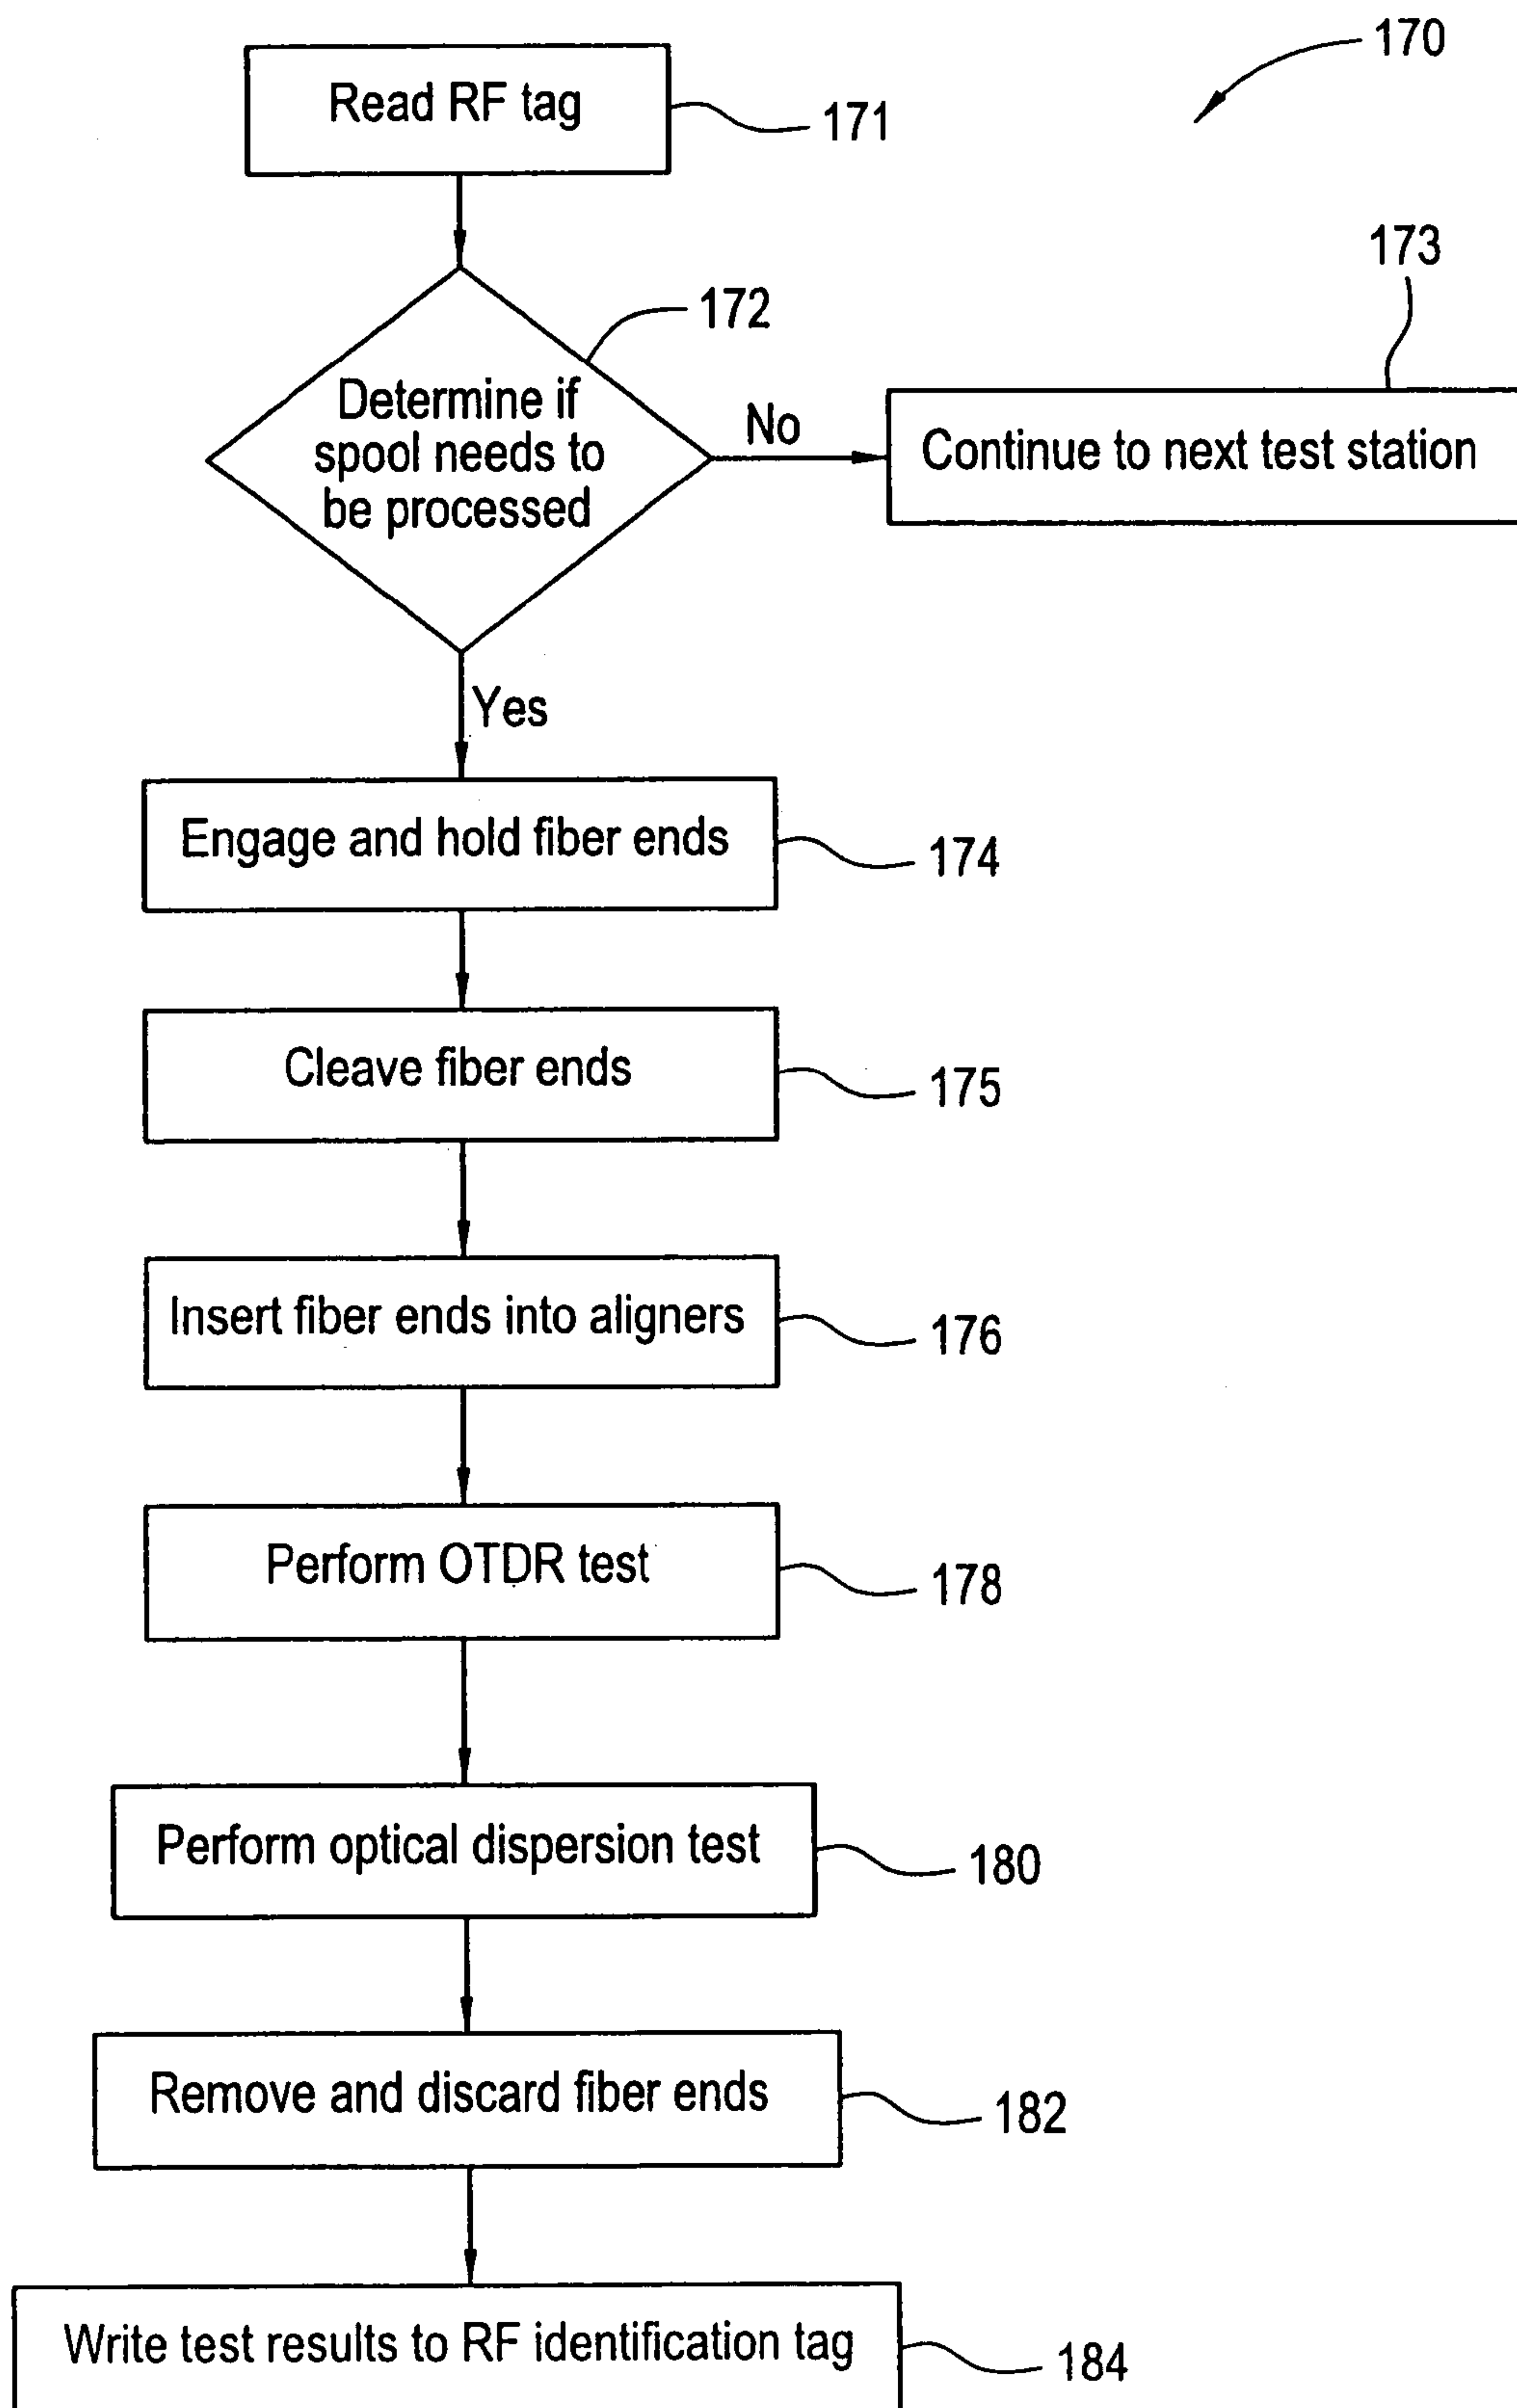 170
Read RF tag
171
172
173
Determine if
spool needs to
be processed
No
Continue to next test station
Yes
Engage and hold fiber ends
174
Cleave fiber ends
175
Insert fiber ends into aligners
176
Perform OTDR test
178
Perform optical dispersion test
180
Remove and discard fiber ends
182
Write test results to RF identification tag
184